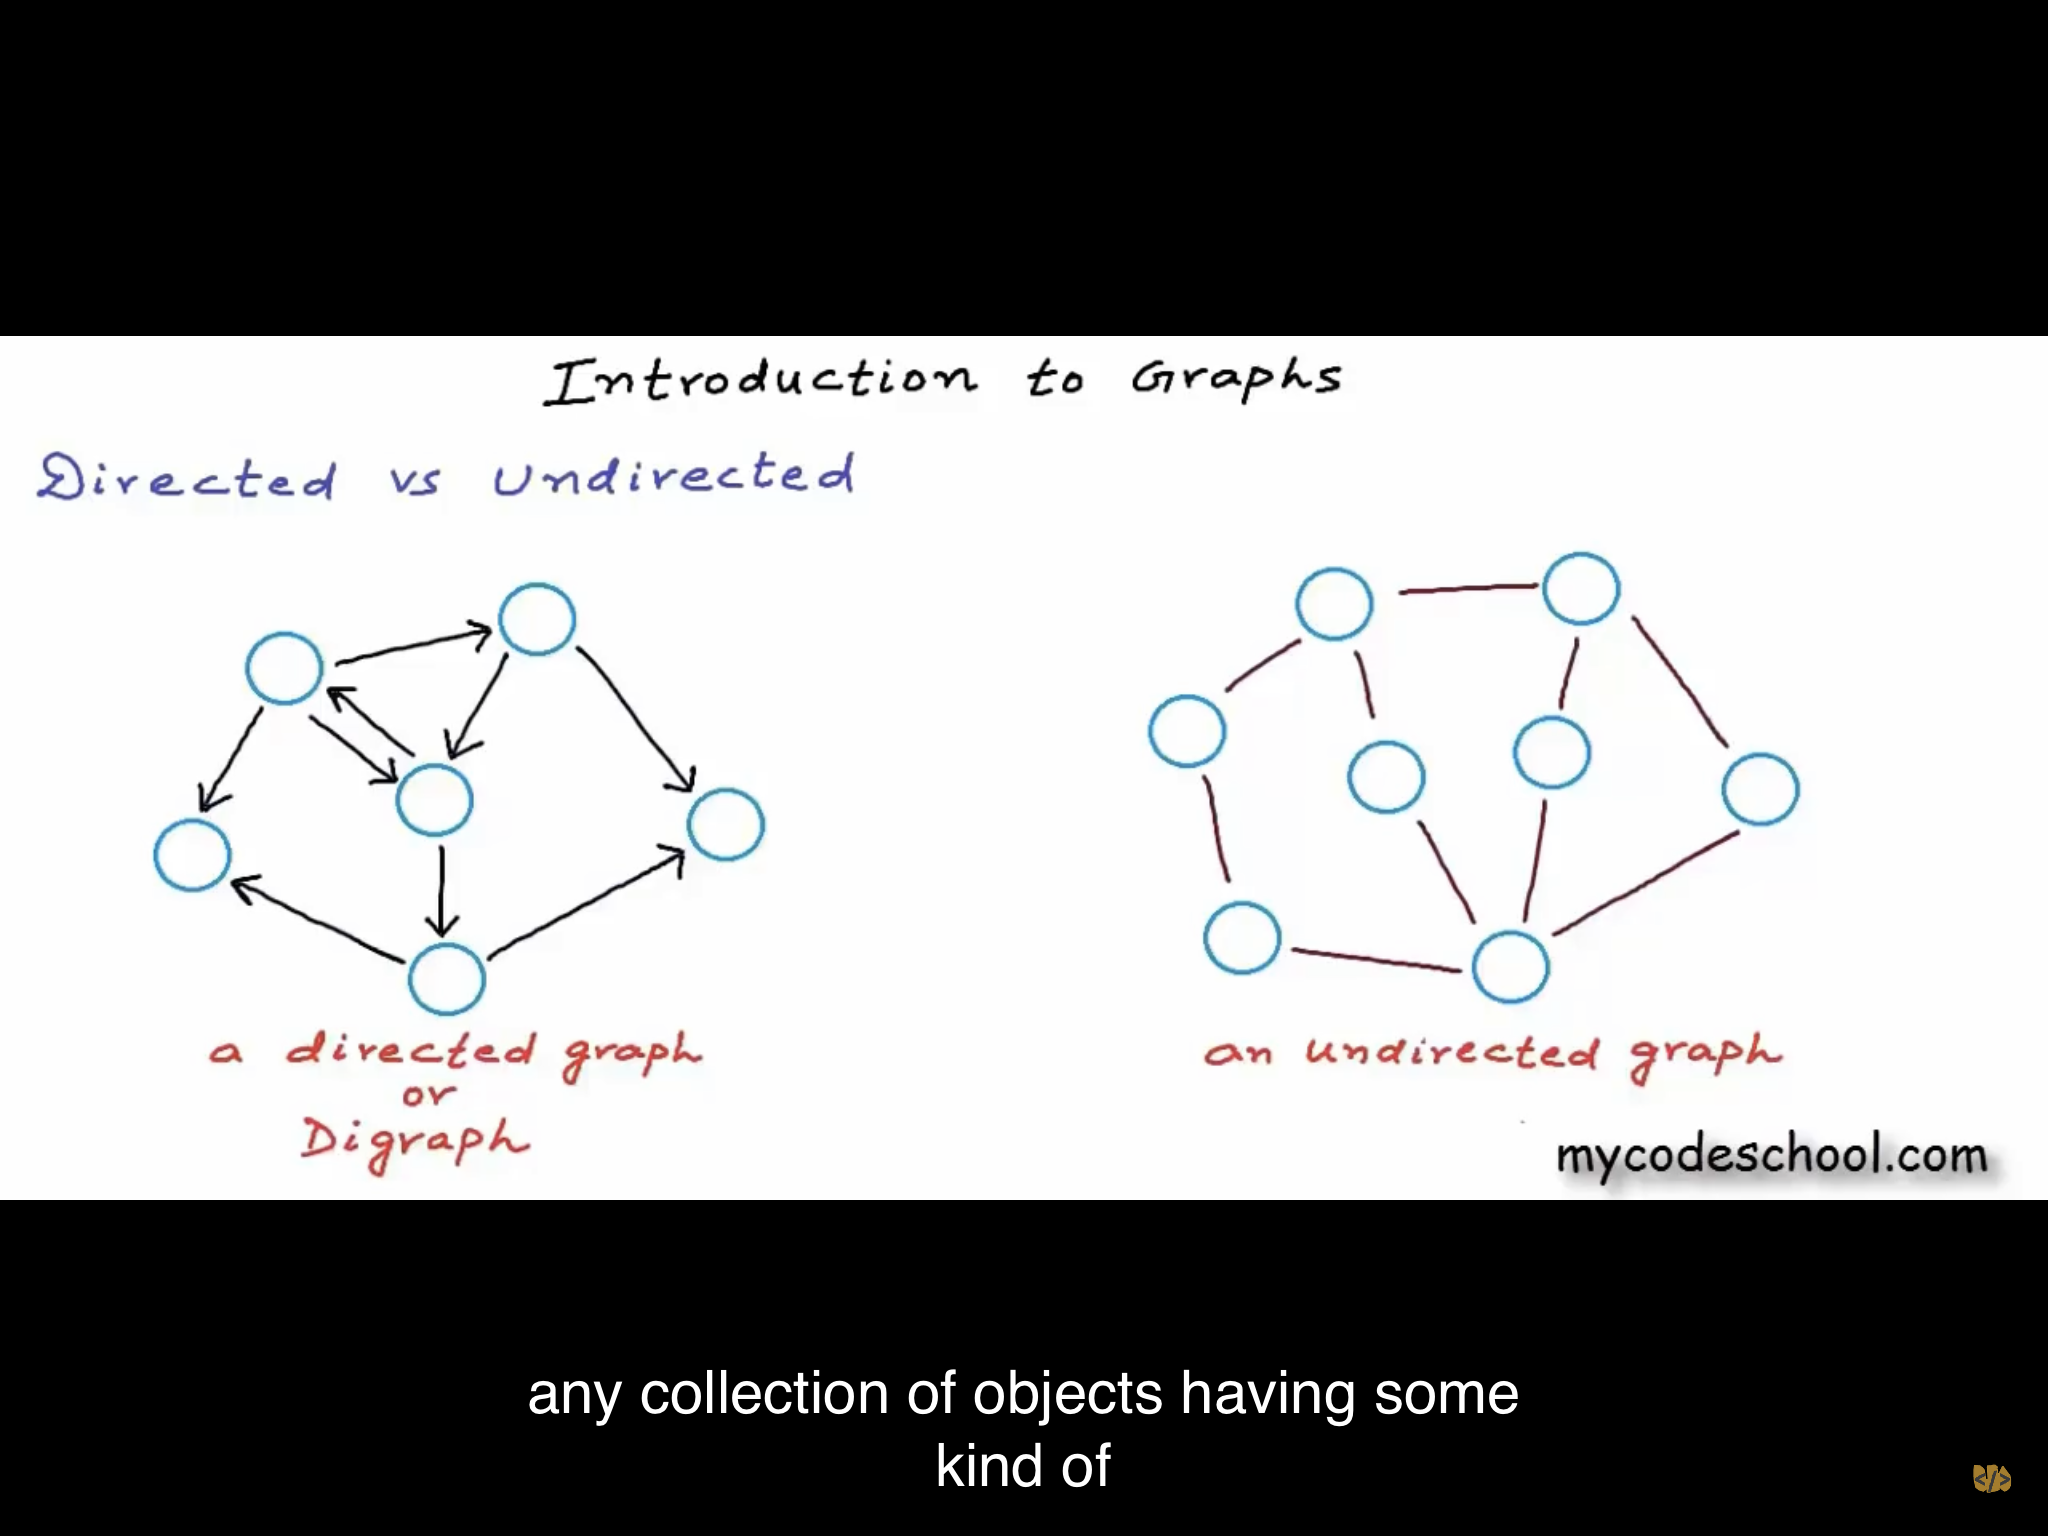 Introduction to Graphs
Directed vs Undirected
a directed graph
or
Digraph
an undirected graph
mycodeschool.com
any collection of objects having some
kind of